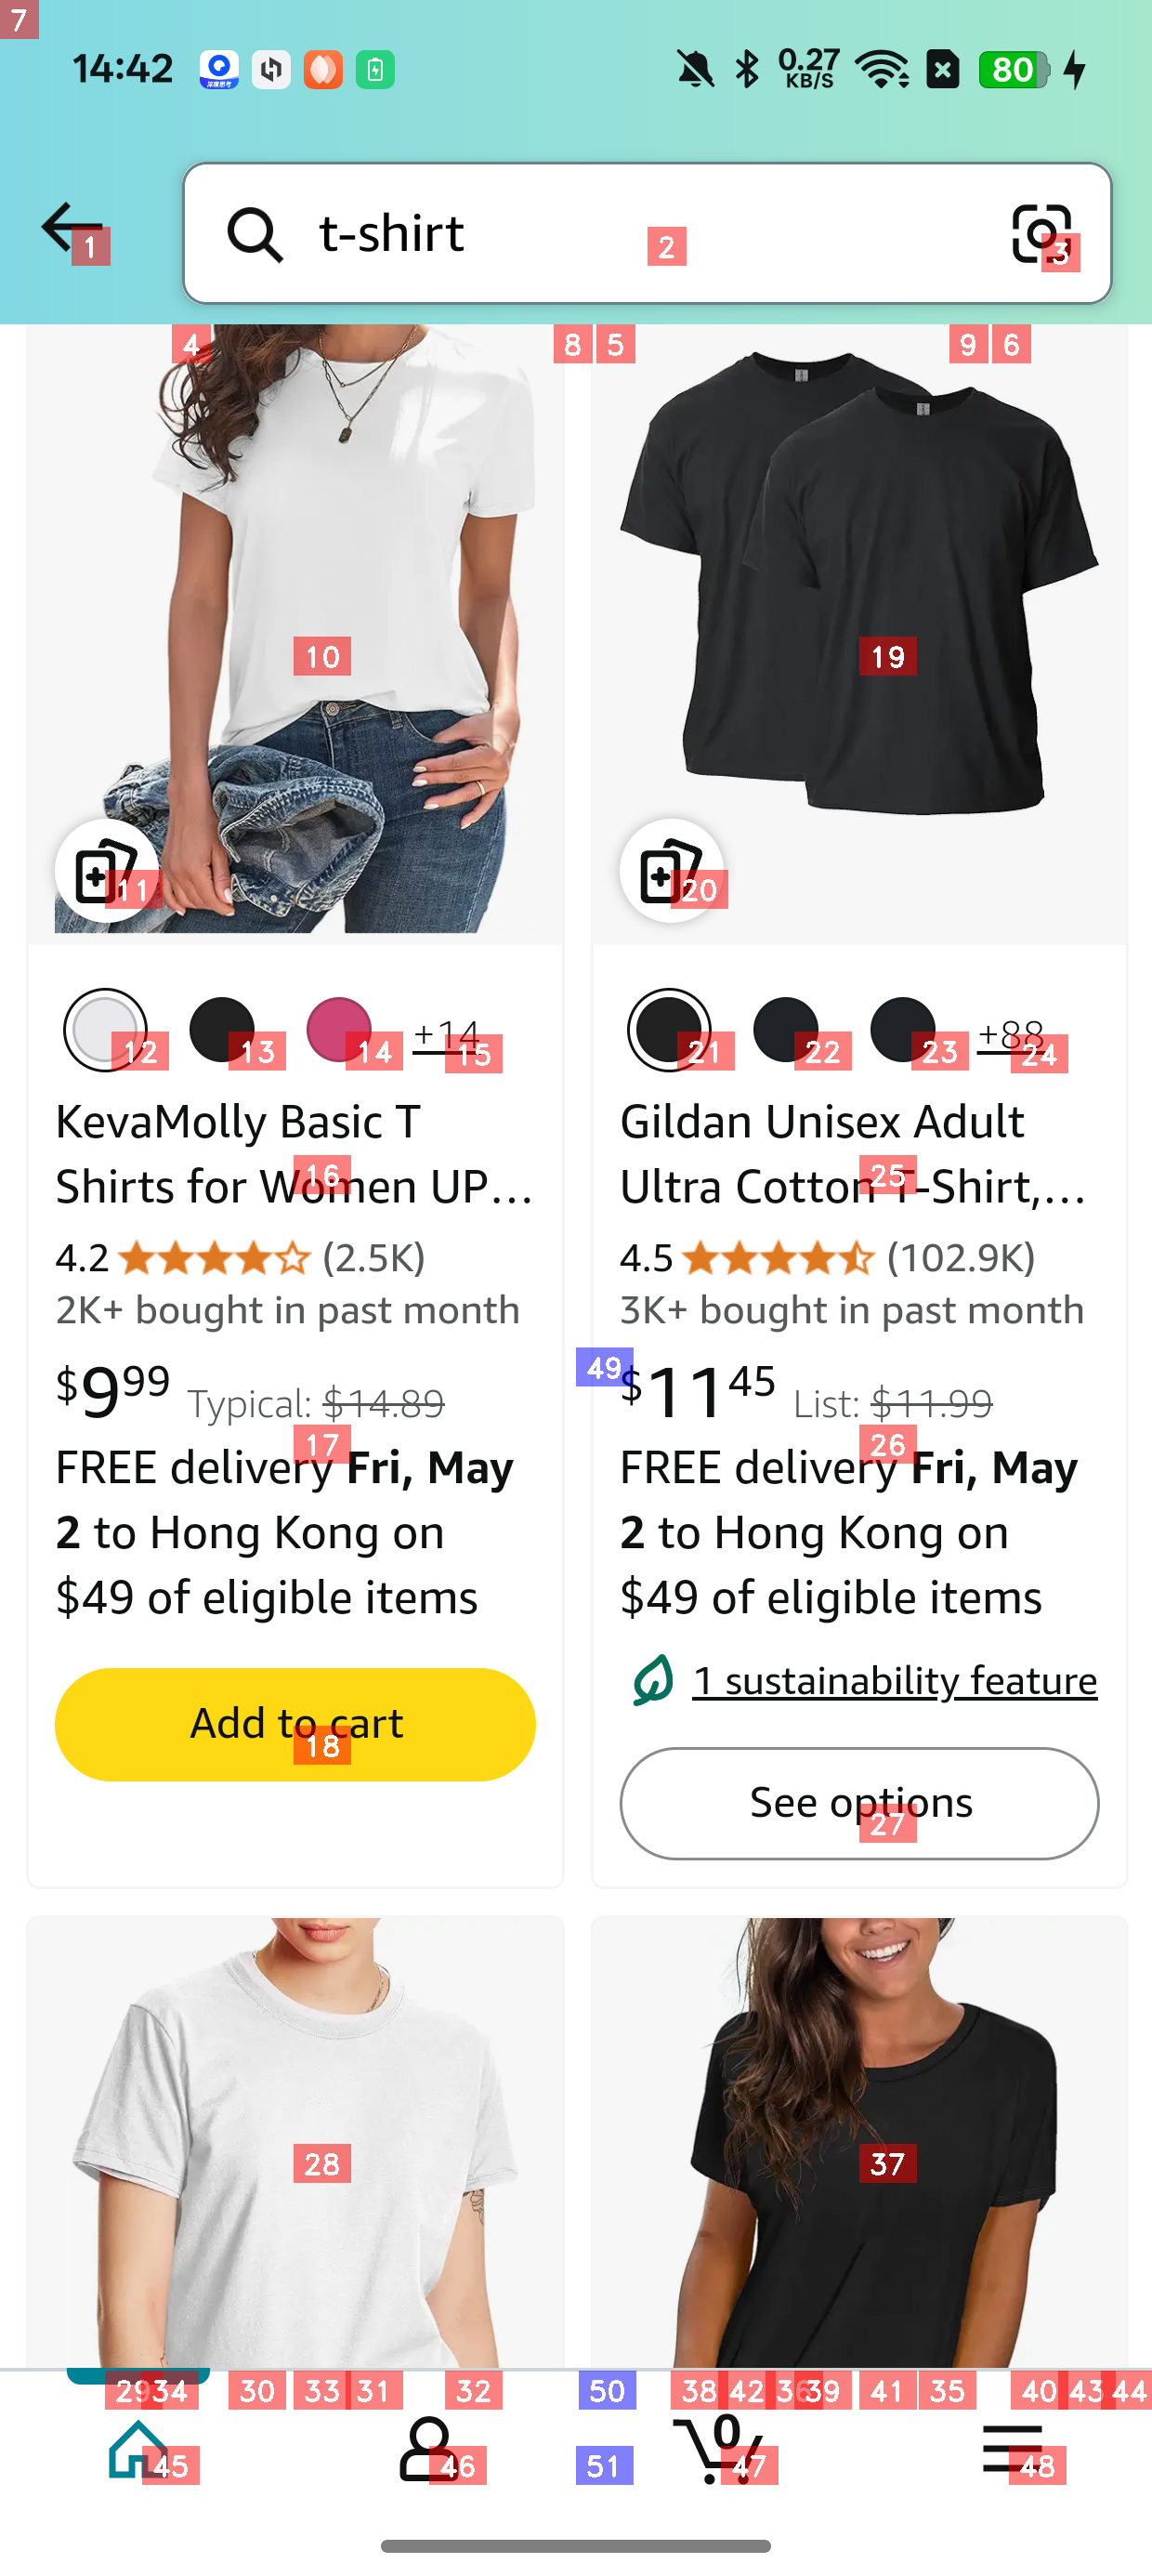 7
14:42
深度思考
0.27
KB/S
80
1
t-shirt
2
3
4
8
5
9
6
10
19
11
20
12
13
14
+14
15
21
22
23
+88
24
KevaMolly Basic T
Shirts for Women UP...
16
4.2
(2.5K)
2K+ bought in past month
$9.99
Typical: $14.89
17
FREE delivery Fri, May
2 to Hong Kong on
$49 of eligible items
Add to cart
18
Gildan Unisex Adult
Ultra Cotton T-Shirt,...
25
4.5
(102.9K)
3K+ bought in past month
49
$11.45
List: $11.99
26
FREE delivery Fri, May
2 to Hong Kong on
$49 of eligible items
1 sustainability feature
See options
27
28
37
29
34
30
33
31
32
50
38
42
36
39
41
35
40
43
44
0
45
46
51
47
48